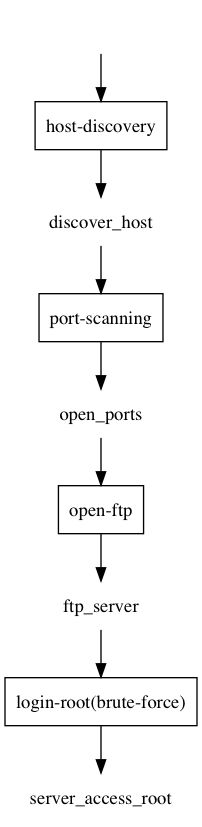 host-discovery
discover_host
port-scanning
open_ports
open-ftp
ftp_server
login-root(brute-force)
server_access_root